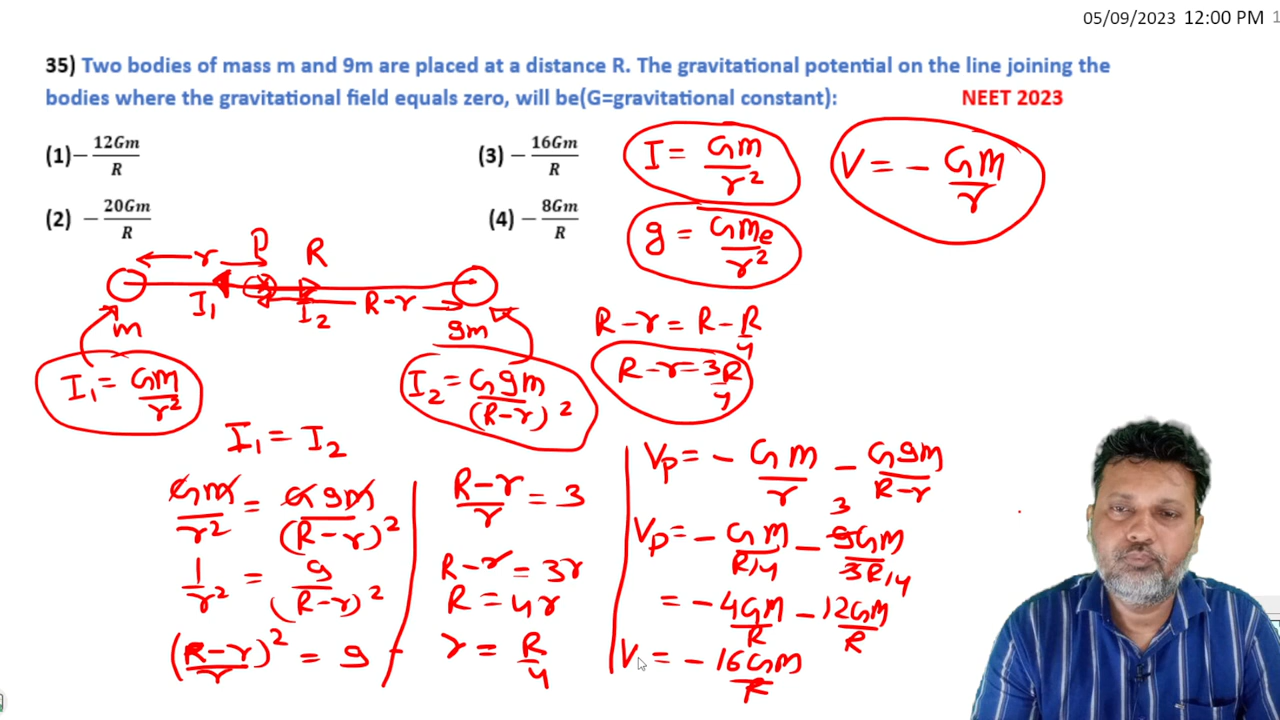 05/09/2023 12:00 PM 1
35) Two bodies of mass m and 9m are placed at a distance R. The gravitational potential on the line joining the
bodies where the gravitational field equals zero, will be(G=gravitational constant): NEET 2023
(1)− 12Gm/R
(3) − 16Gm/R
(2) − 20Gm/R
(4) − 8Gm/R
I = Gm/r²
V = − GM/r
g = GMe/r²
r P R
I₁ I₂ R−r
m 9m
I₁ = Gm/r²
I₂ = G9m/(R−r)²
R−r = R−R/4
R−r = 3R/4
I₁ = I₂
Gm/r² = G9m/(R−r)²
1/r² = 9/(R−r)²
(R−r/r)² = 9
R−r/r = 3
R−r = 3r
R = 4r
r = R/4
Vp = − GM/r − G9m/R−r
3
Vp = − GM/R/4 − 9GM/3R/4
= − 4GM/R − 12GM/R
V = − 16GM/R